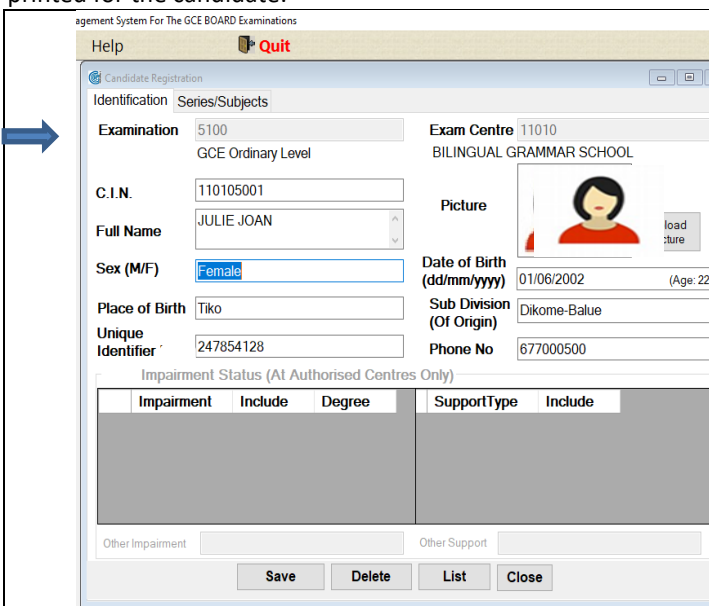 printed for the candidate.
agement System For The GCE BOARD Examinations
Help Quit
Candidate Registration
Identification Series/Subjects
Examination 5100 Exam Centre 11010
GCE Ordinary Level BILINGUAL GRAMMAR SCHOOL
C.I.N. 110105001
Picture
load
cture
Full Name JULIE JOAN
Sex (M/F) Female
Date of Birth
(dd/mm/yyyy) 01/06/2002 (Age: 22
Place of Birth Tiko
Sub Division
(Of Origin) Dikome-Balue
Unique
Identifier 247854128
Phone No 677000500
Impairment Status (At Authorised Centres Only)
Impairment Include Degree SupportType Include
Other Impairment Other Support
Save Delete List Close